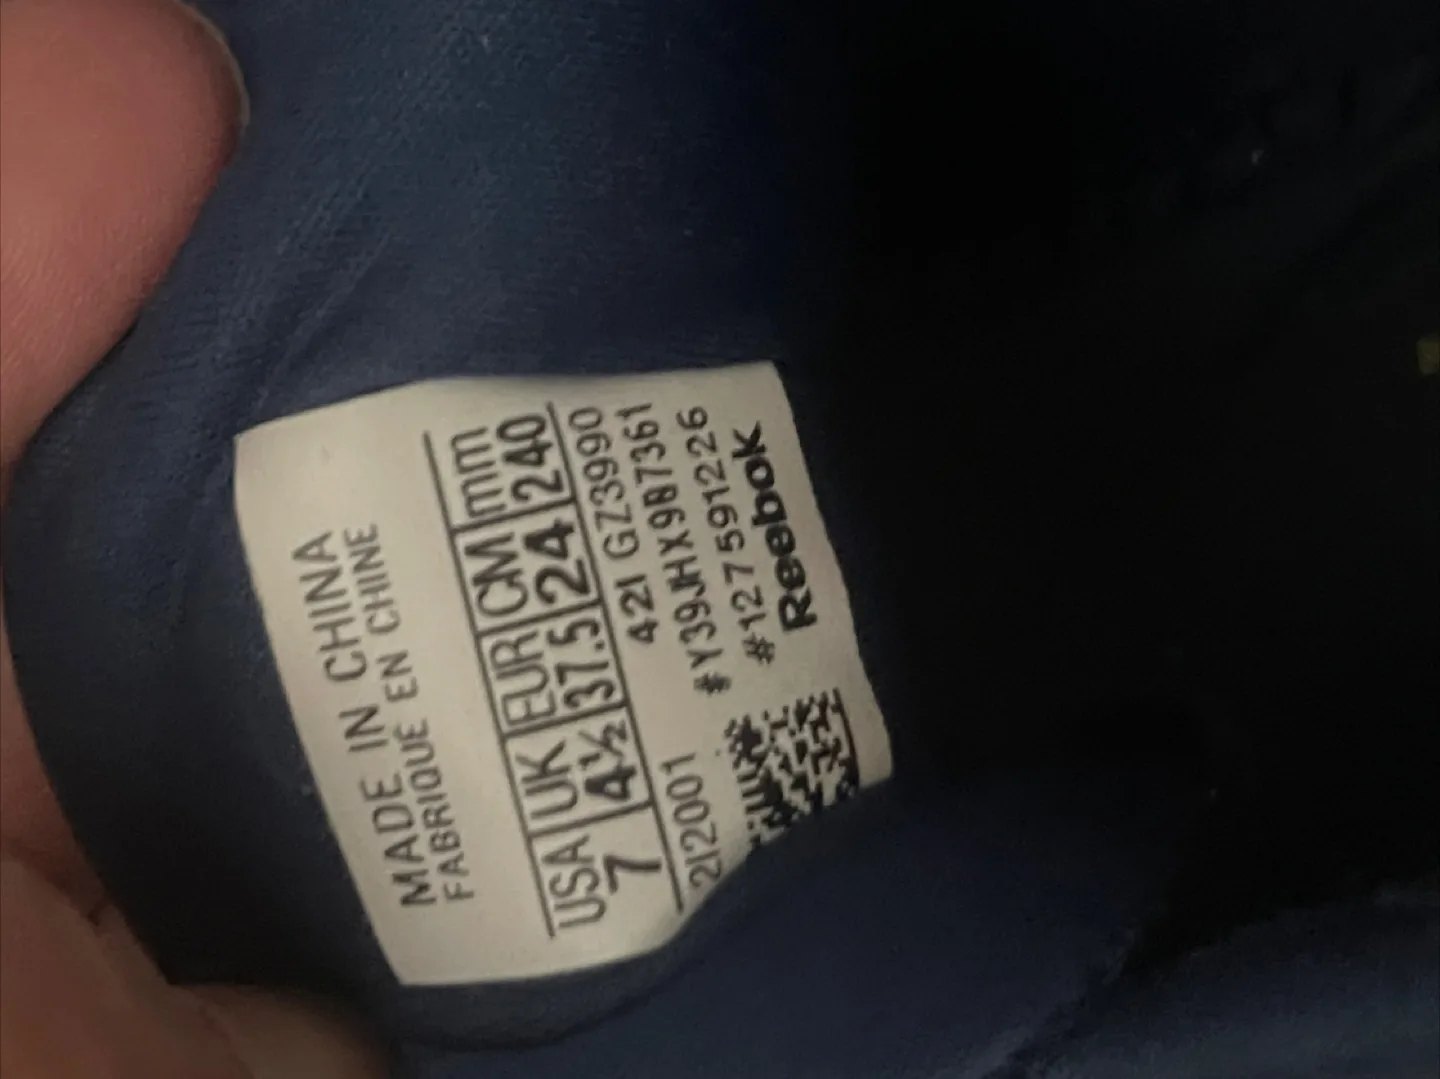 MADE IN CHINA
FABRIQUÉ EN CHINE
USA UK EUR CM mm
7 4½ 37.5 24 240
2I2001 42I GZ3990
#Y39JHX987361
#1275912226
Reebok